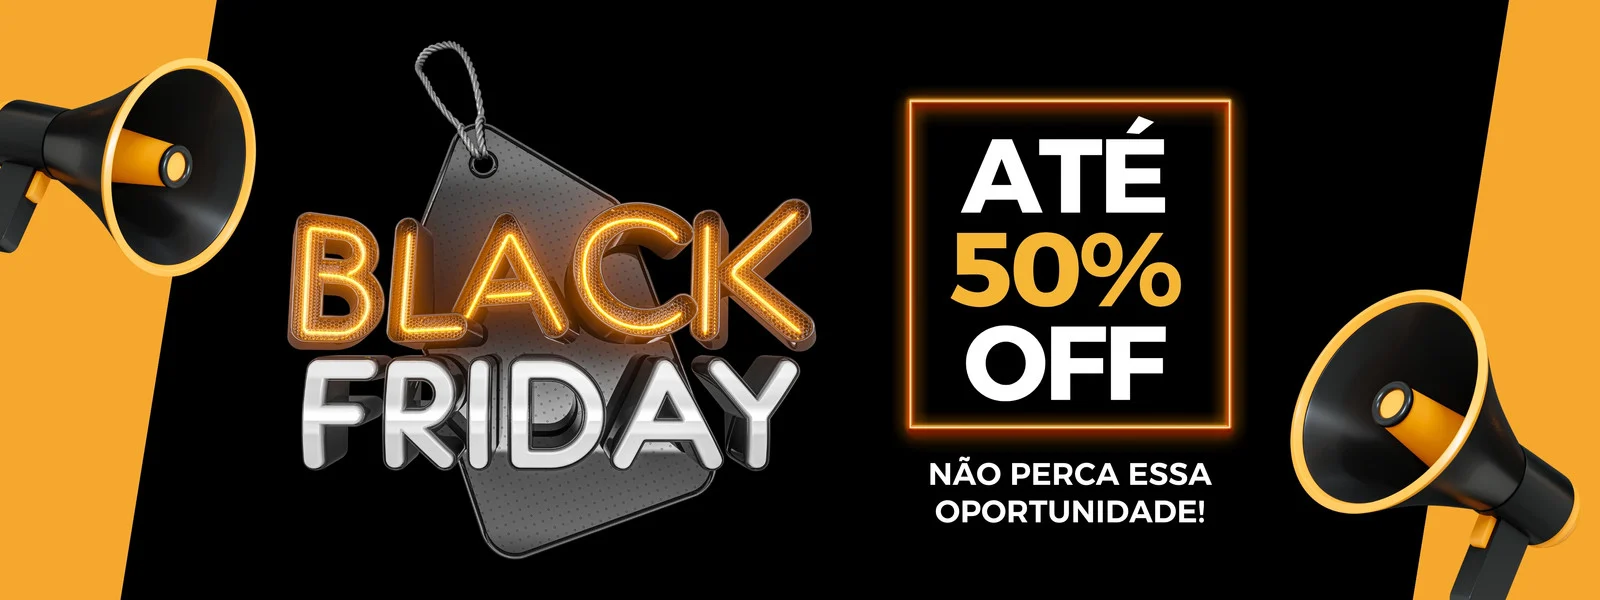 BLACK
FRIDAY
ATÉ
50%
OFF
NÃO PERCA ESSA
OPORTUNIDADE!